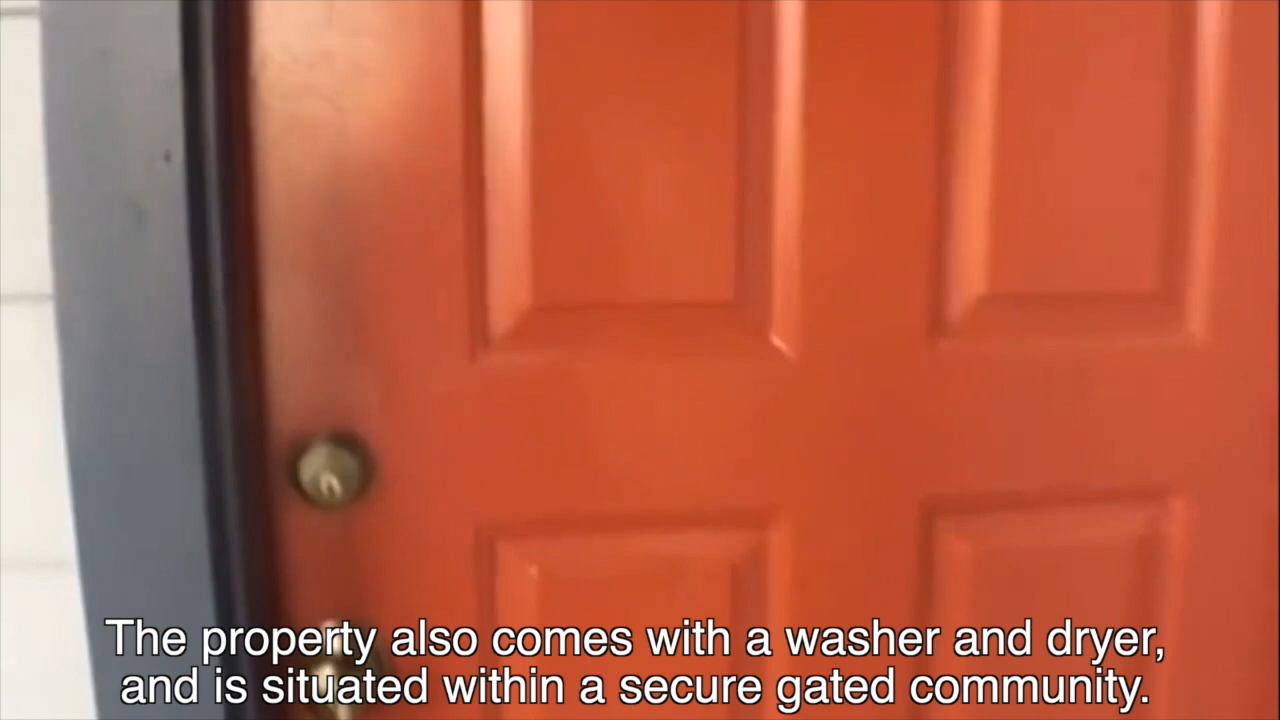 The property also comes with a washer and dryer,
and is situated within a secure gated community.